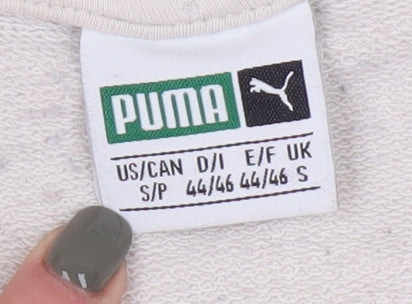 PUMA
US/CAN D/I E/F UK
S/P 44/46 44/46 S